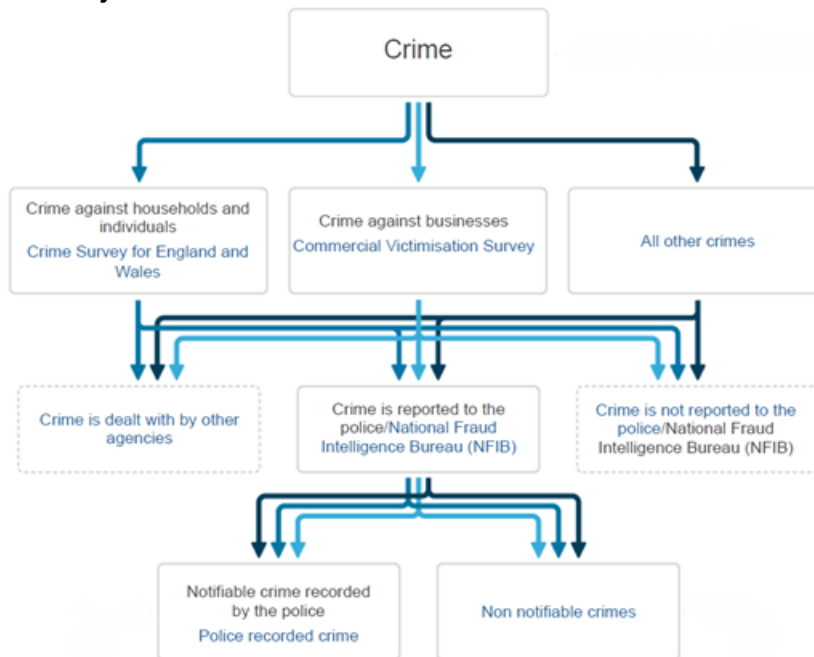 Crime
Crime against households and
individuals
Crime Survey for England and
Wales
Crime against businesses
Commercial Victimisation Survey
All other crimes
Crime is dealt with by other
agencies
Crime is reported to the
police/National Fraud
Intelligence Bureau (NFIB)
Crime is not reported to the
police/National Fraud
Intelligence Bureau (NFIB)
Notifiable crime recorded
by the police
Police recorded crime
Non notifiable crimes